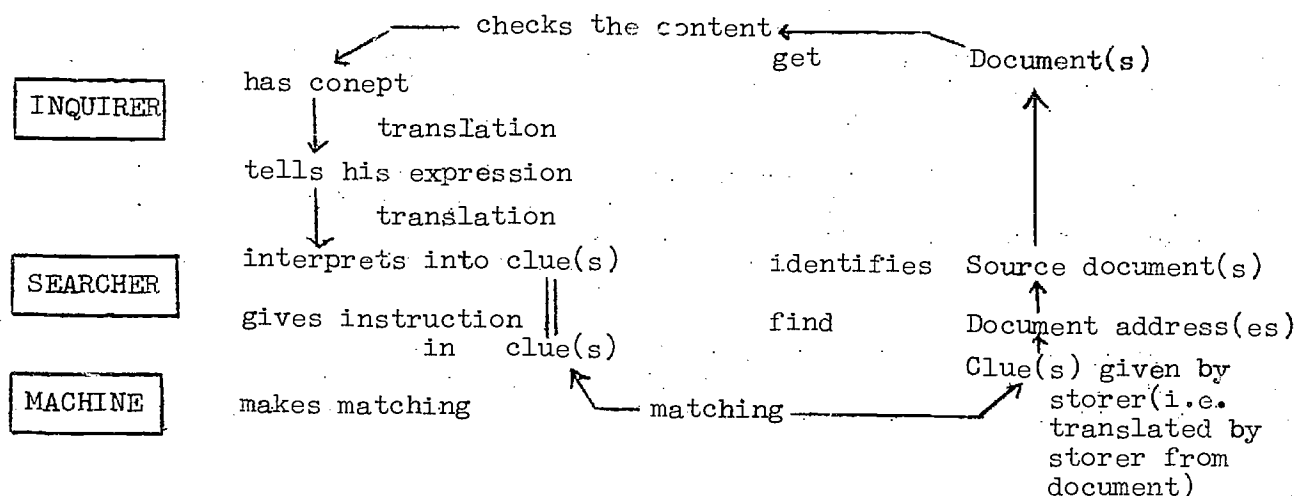 checks the content
get Document(s)
INQUIRER has conept
translation
tells his expression
translation
SEARCHER interprets into clue(s) identifies Source document(s)
gives instruction find Document address(es)
in clue(s)
Clue(s) given by
MACHINE makes matching matching storer(i.e.
translated by
storer from
document)